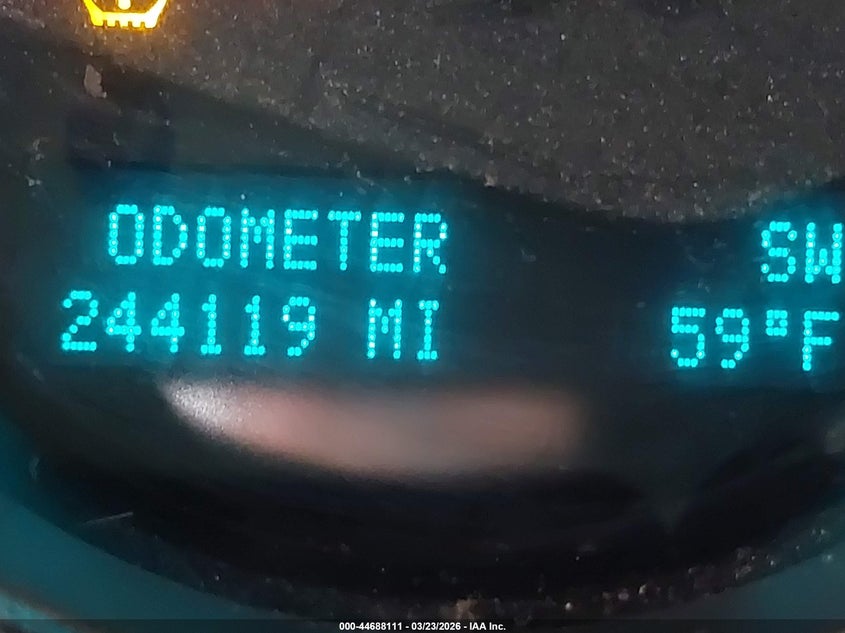 ODOMETER
244119 MI
SW
59°F
000-44688111 - 03/23/2026 - IAA Inc.